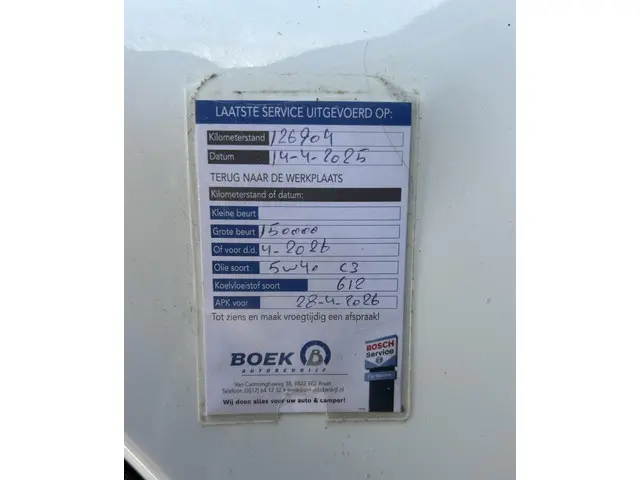 LAATSTE SERVICE UITGEVOERD OP:
Kilometerstand 126904
Datum 14-4-2025
TERUG NAAR DE WERKPLAATS
Kilometerstand of datum:
Kleine beurt
Grote beurt 150000
Of voor d.d. 4-2026
Olie soort 5w40 C3
Koelvloeistof soort G12
APK voor 28-4-2026
Tot ziens en maak vroegtijdig een afspraak!
BOEK B
AUTOBEDRIJF
BOSCH
Service
Van
Telefoon
Wij doen alles voor uw auto & camper!